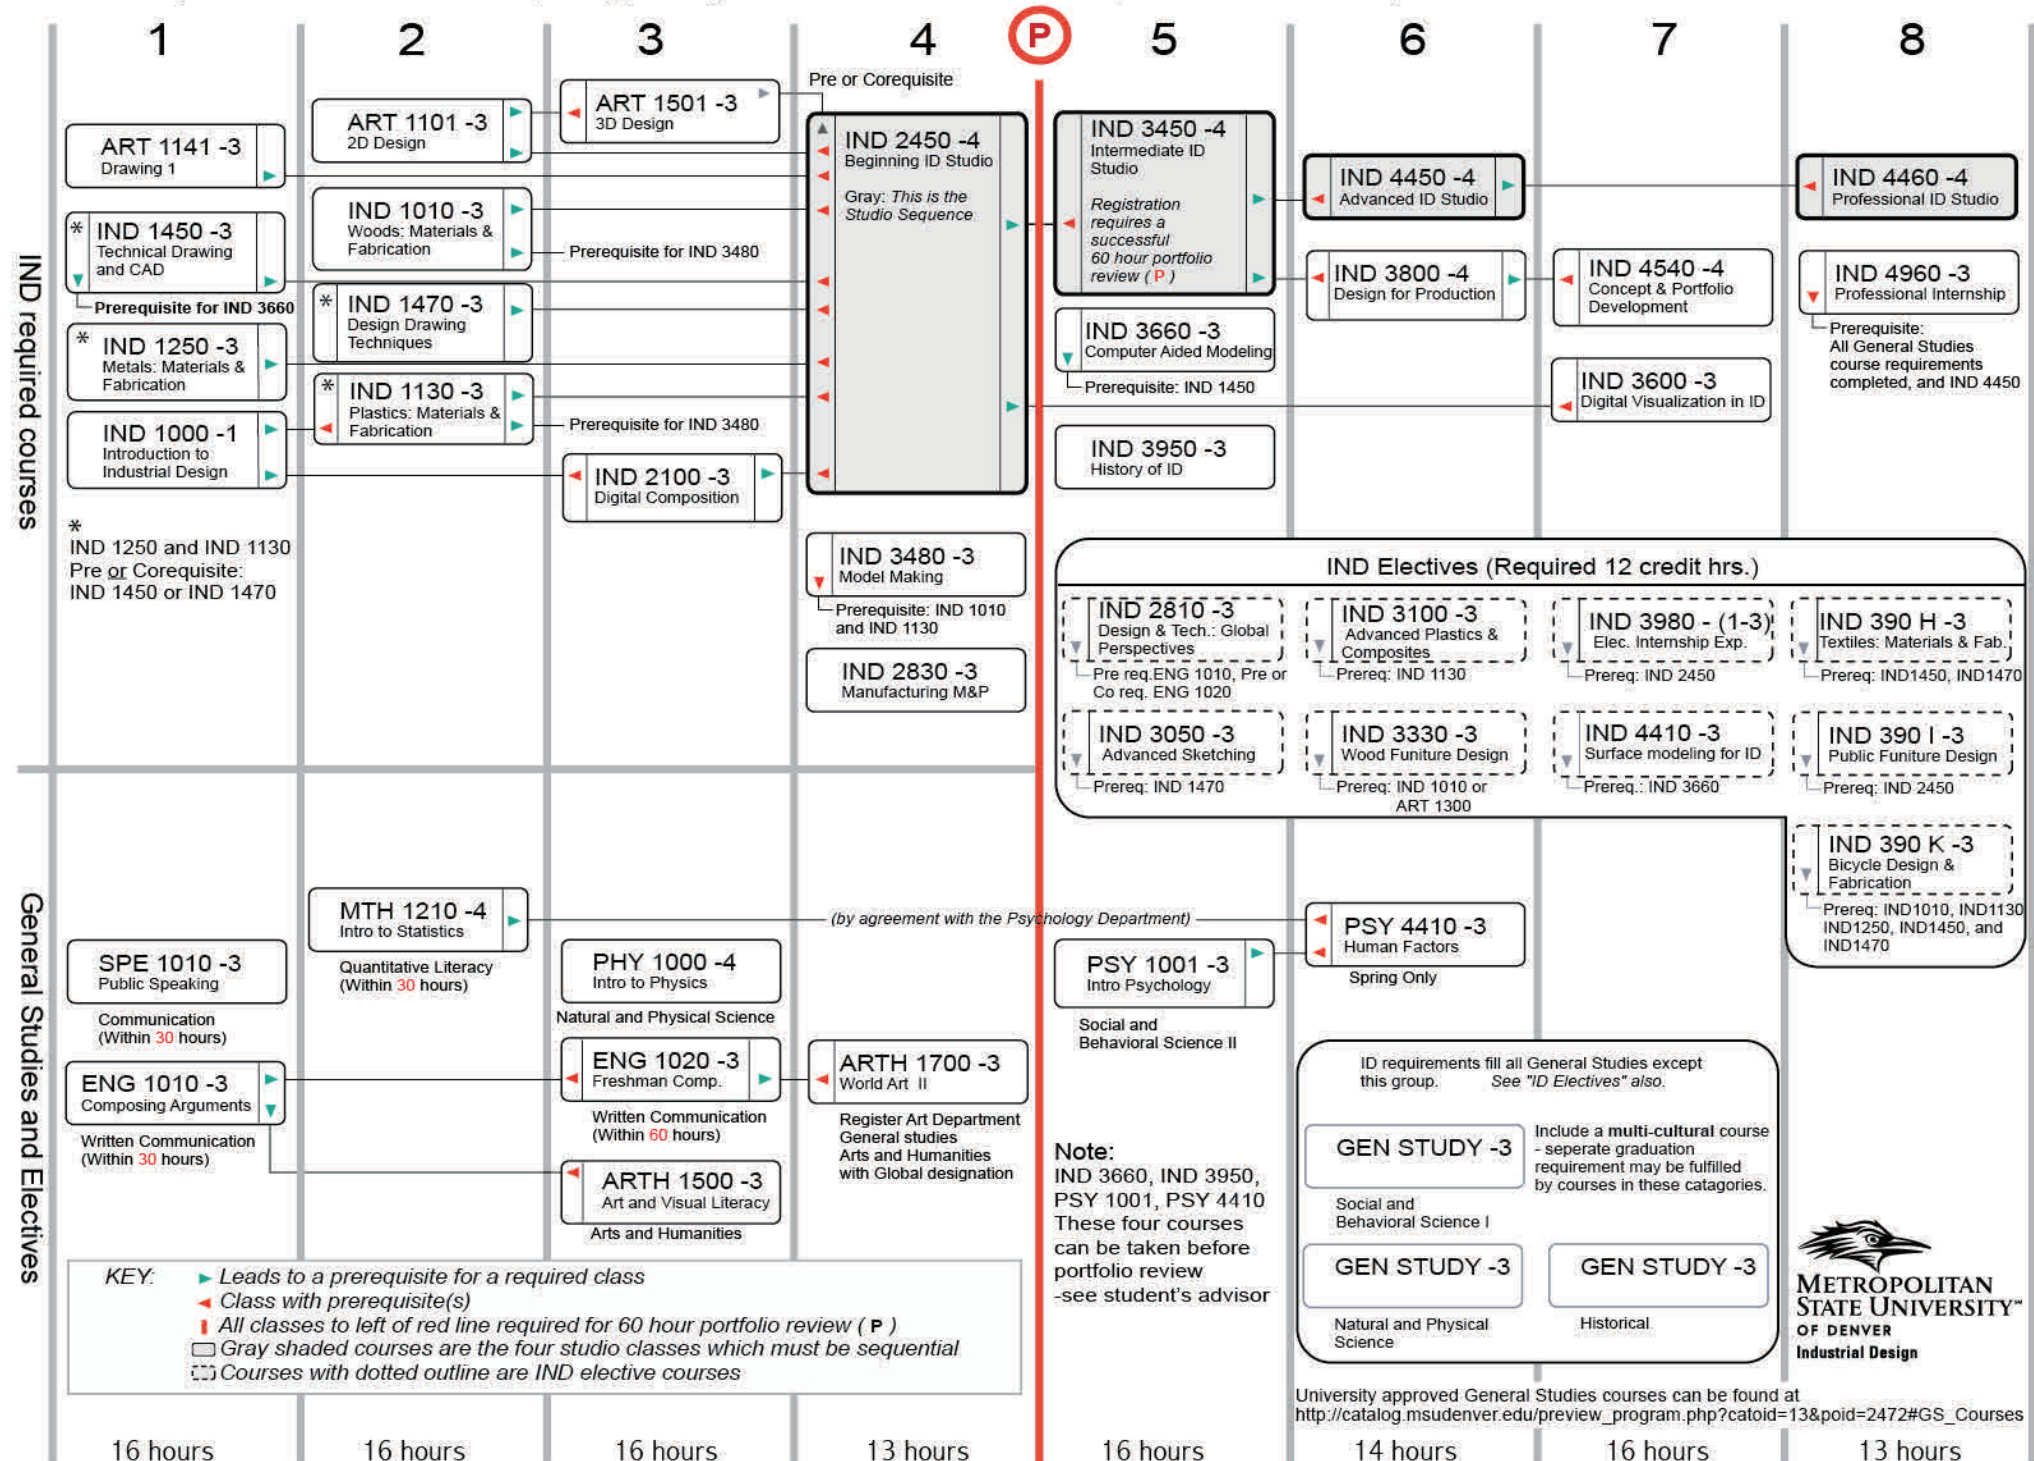 1
2
3
4
P
5
6
7
8
IND required courses
ART 1141 -3
Drawing 1
* IND 1450 -3
Technical Drawing
and CAD
Prerequisite for IND 3660
* IND 1250 -3
Metals: Materials &
Fabrication
IND 1000 -1
Introduction to
Industrial Design
*
IND 1250 and IND 1130
Pre or Corequisite:
IND 1450 or IND 1470
ART 1101 -3
2D Design
IND 1010 -3
Woods: Materials &
Fabrication
Prerequisite for IND 3480
* IND 1470 -3
Design Drawing
Techniques
* IND 1130 -3
Plastics: Materials &
Fabrication
Prerequisite for IND 3480
ART 1501 -3
3D Design
IND 2100 -3
Digital Composition
Pre or Corequisite
IND 2450 -4
Beginning ID Studio
Gray: This is the
Studio Sequence
IND 3480 -3
Model Making
Prerequisite: IND 1010
and IND 1130
IND 2830 -3
Manufacturing M&P
IND 3450 -4
Intermediate ID
Studio
Registration
requires a
successful
60 hour portfolio
review ( P )
IND 3660 -3
Computer Aided Modeling
Prerequisite: IND 1450
IND 3950 -3
History of ID
IND 4450 -4
Advanced ID Studio
IND 3800 -4
Design for Production
IND 4540 -4
Concept & Portfolio
Development
IND 3600 -3
Digital Visualization in ID
IND 4460 -4
Professional ID Studio
IND 4960 -3
Professional Internship
Prerequisite:
All General Studies
course requirements
completed, and IND 4450
IND Electives (Required 12 credit hrs.)
IND 2810 -3
Design & Tech.: Global
Perspectives
Pre req.ENG 1010, Pre or
Co req. ENG 1020
IND 3050 -3
Advanced Sketching
Prereq: IND 1470
IND 3100 -3
Advanced Plastics &
Composites
Prereq: IND 1130
IND 3330 -3
Wood Funiture Design
Prereq: IND 1010 or
ART 1300
IND 3980 - (1-3)
Elec. Internship Exp.
Prereq: IND 2450
IND 4410 -3
Surface modeling for ID
Prereq.: IND 3660
IND 390 H -3
Textiles: Materials & Fab.
Prereq: IND1450, IND1470
IND 390 I -3
Public Funiture Design
Prereq: IND 2450
IND 390 K -3
Bicycle Design &
Fabrication
Prereq: IND1010, IND1130
IND1250, IND1450, and
IND1470
General Studies and Electives
SPE 1010 -3
Public Speaking
Communication
(Within 30 hours)
ENG 1010 -3
Composing Arguments
Written Communication
(Within 30 hours)
MTH 1210 -4
Intro to Statistics
Quantitative Literacy
(Within 30 hours)
(by agreement with the Psychology Department)
PHY 1000 -4
Intro to Physics
Natural and Physical Science
ENG 1020 -3
Freshman Comp.
Written Communication
(Within 60 hours)
ARTH 1500 -3
Art and Visual Literacy
Arts and Humanities
ARTH 1700 -3
World Art II
Register Art Department
General studies
Arts and Humanities
with Global designation
PSY 1001 -3
Intro Psychology
Social and
Behavioral Science II
PSY 4410 -3
Human Factors
Spring Only
Note:
IND 3660, IND 3950,
PSY 1001, PSY 4410
These four courses
can be taken before
portfolio review
-see student's advisor
ID requirements fill all General Studies except
this group. See "ID Electives" also.
GEN STUDY -3
Social and
Behavioral Science I
Include a multi-cultural course
- seperate graduation
requirement may be fulfilled
by courses in these catagories.
GEN STUDY -3
Natural and Physical
Science
GEN STUDY -3
Historical
METROPOLITAN
STATE UNIVERSITY℠
OF DENVER
Industrial Design
KEY:
Leads to a prerequisite for a required class
Class with prerequisite(s)
All classes to left of red line required for 60 hour portfolio review ( P )
Gray shaded courses are the four studio classes which must be sequential
Courses with dotted outline are IND elective courses
University approved General Studies courses can be found at
http://catalog.msudenver.edu/preview_program.php?catoid=13&poid=2472#GS_Courses
16 hours
16 hours
16 hours
13 hours
16 hours
14 hours
16 hours
13 hours